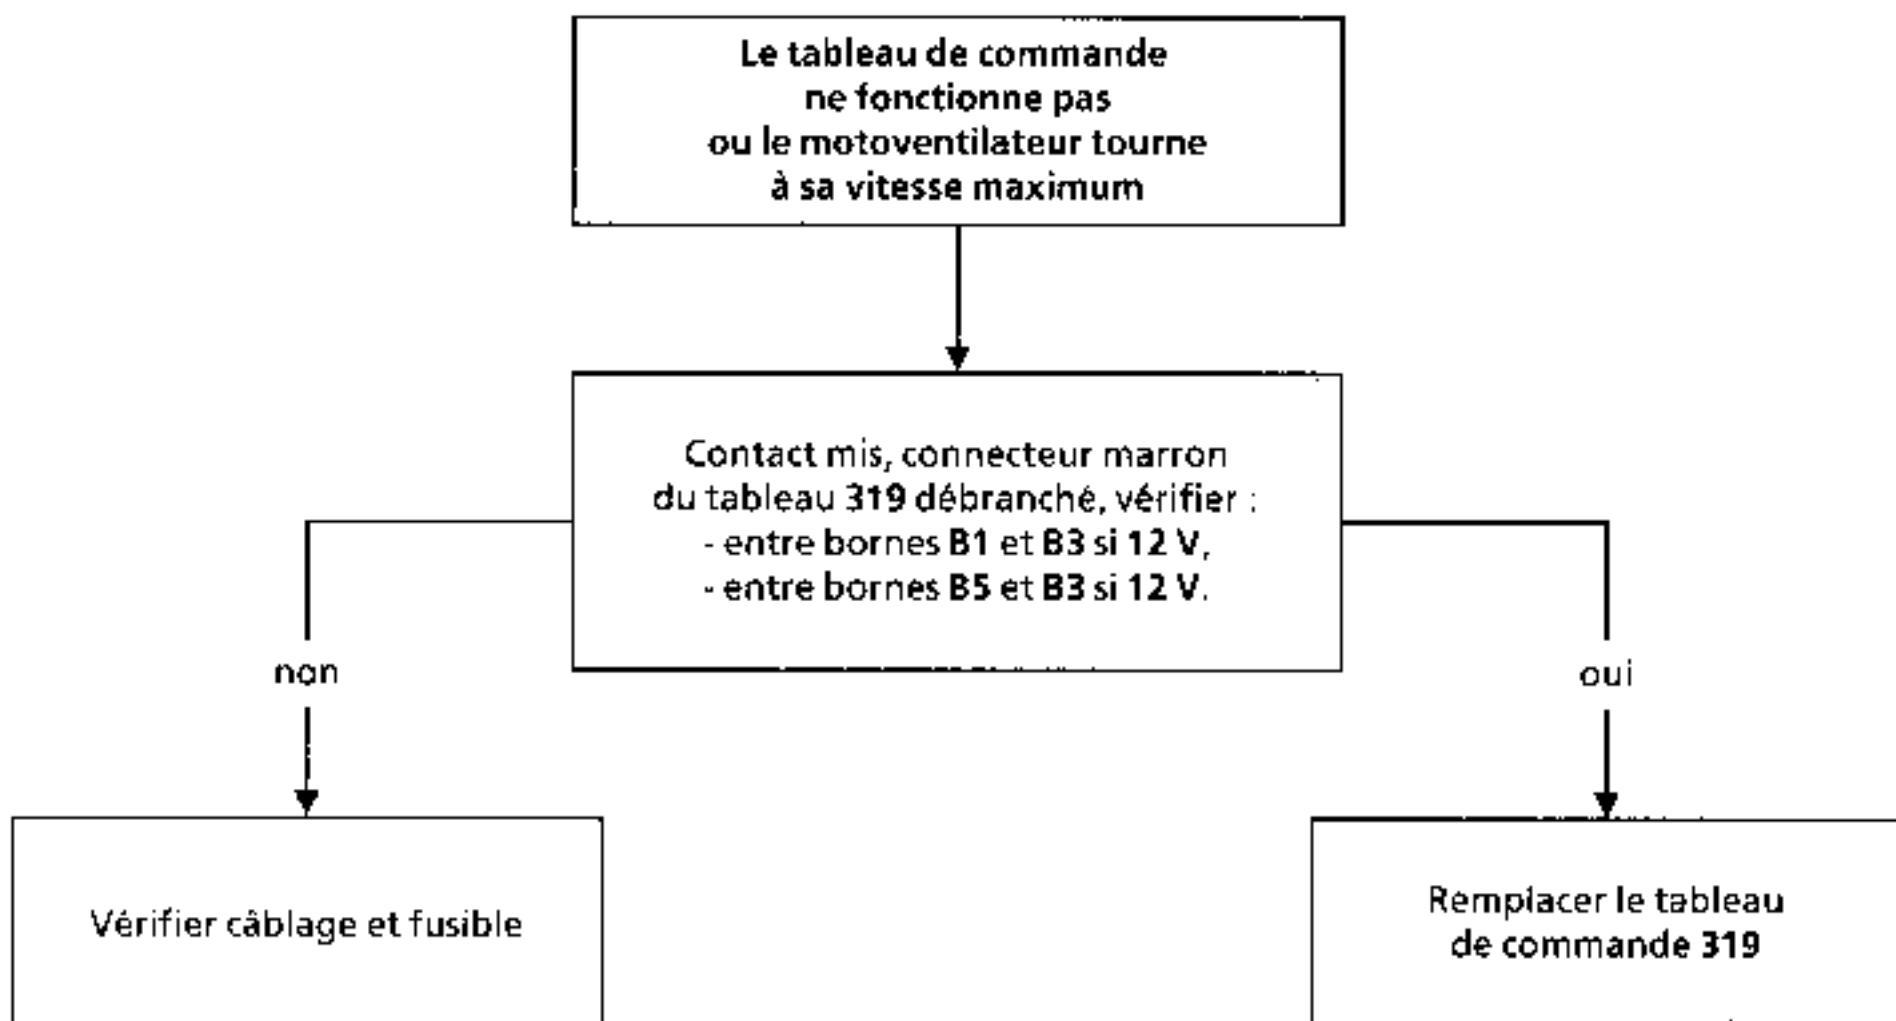 Le tableau de commande
ne fonctionne pas
ou le motoventilateur tourne
à sa vitesse maximum
Contact mis, connecteur marron
du tableau 319 débranché, vérifier :
- entre bornes B1 et B3 si 12 V,
- entre bornes B5 et B3 si 12 V.
non
oui
Vérifier câblage et fusible
Remplacer le tableau
de commande 319